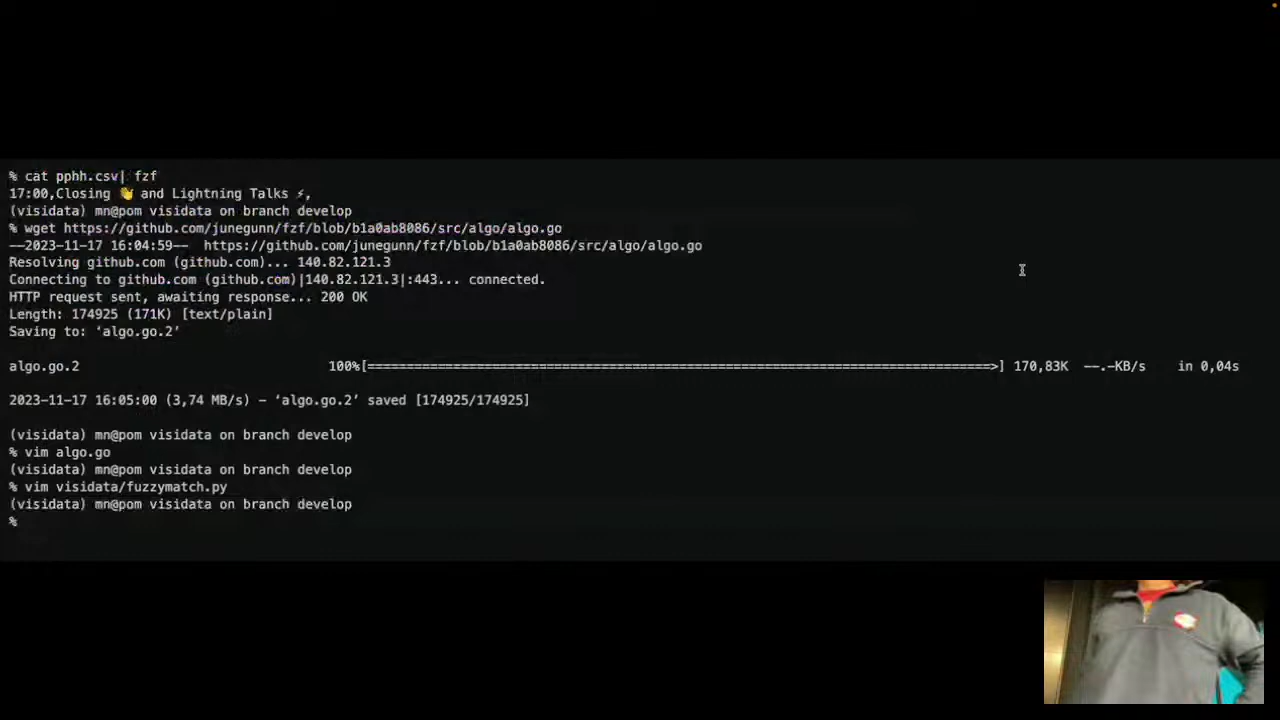 % cat pphh.csv| fzf
17:00,Closing 👋 and Lightning Talks ⚡,
(visidata) mn@pom visidata on branch develop
% wget https://github.com/junegunn/fzf/blob/b1a0ab8086/src/algo/algo.go
--2023-11-17 16:04:59--  https://github.com/junegunn/fzf/blob/b1a0ab8086/src/algo/algo.go
Resolving github.com (github.com)... 140.82.121.3
Connecting to github.com (github.com)|140.82.121.3|:443... connected.
HTTP request sent, awaiting response... 200 OK
Length: 174925 (171K) [text/plain]
Saving to: ‘algo.go.2’
algo.go.2 100%[================================================================================>] 170,83K --.-KB/s in 0,04s
2023-11-17 16:05:00 (3,74 MB/s) - ‘algo.go.2’ saved [174925/174925]
(visidata) mn@pom visidata on branch develop
% vim algo.go
(visidata) mn@pom visidata on branch develop
% vim visidata/fuzzymatch.py
(visidata) mn@pom visidata on branch develop
%